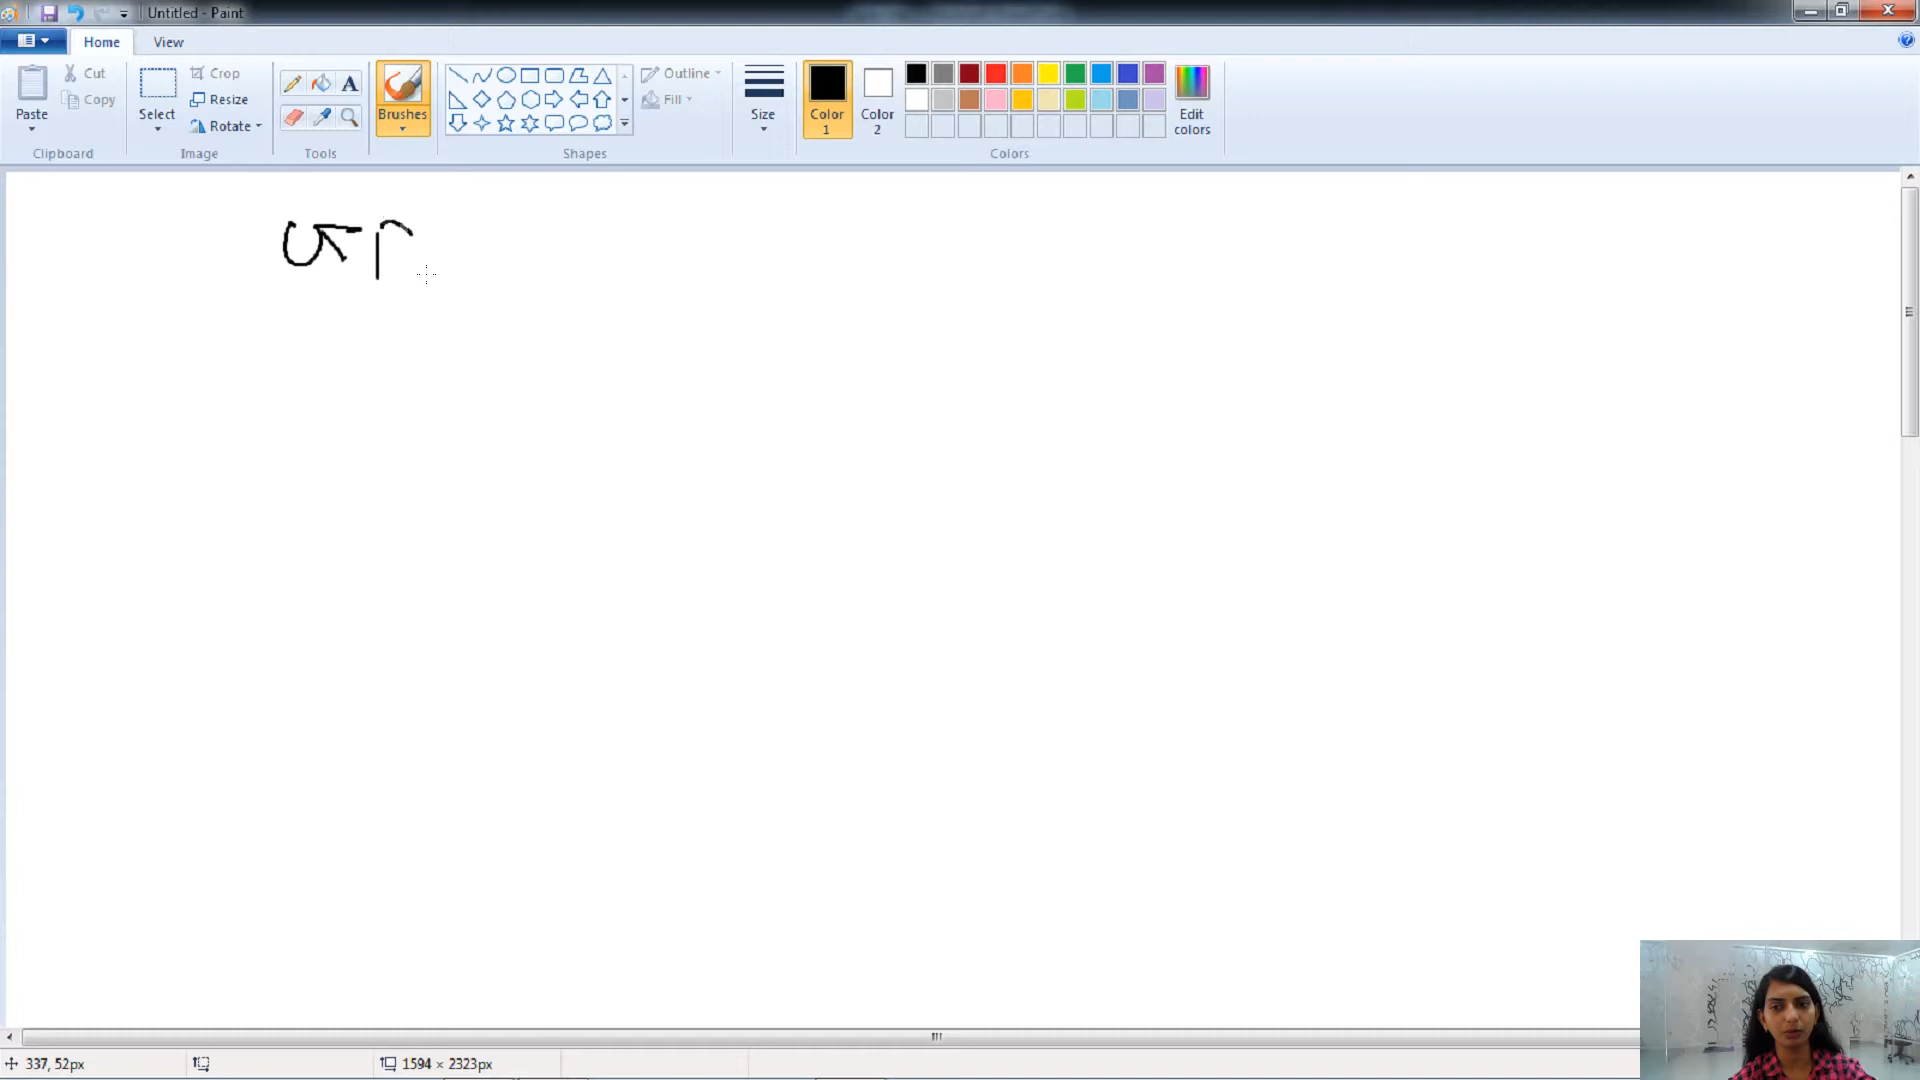 Untitled - Paint
Home View
Paste
Cut
Copy
Clipboard
Select
Crop
Resize
Rotate
Image
A
Tools
Brushes
Shapes
Outline
Fill
Size
Color 1
Color 2
Edit colors
Colors
337, 52px
1594 × 2323px